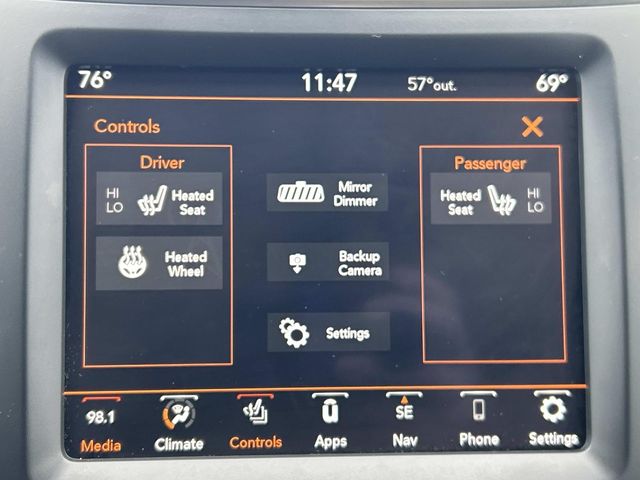 76° 11:47 57°out. 69°
Controls
Driver
HI
LO
Heated
Seat
Heated
Wheel
Mirror
Dimmer
Backup
Camera
Settings
Passenger
Heated
Seat
HI
LO
98.1 SE
Media Climate Controls Apps Nav Phone Settings